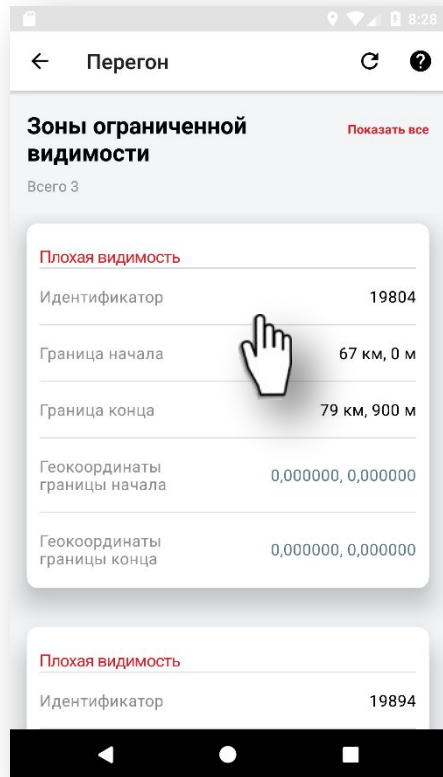 8:28
Перегон
Зоны ограниченной
видимости
Показать все
Всего 3
Плохая видимость
Идентификатор 19804
Граница начала 67 км, 0 м
Граница конца 79 км, 900 м
Геокоординаты
границы начала
0,000000, 0,000000
Геокоординаты
границы конца
0,000000, 0,000000
Плохая видимость
Идентификатор 19894